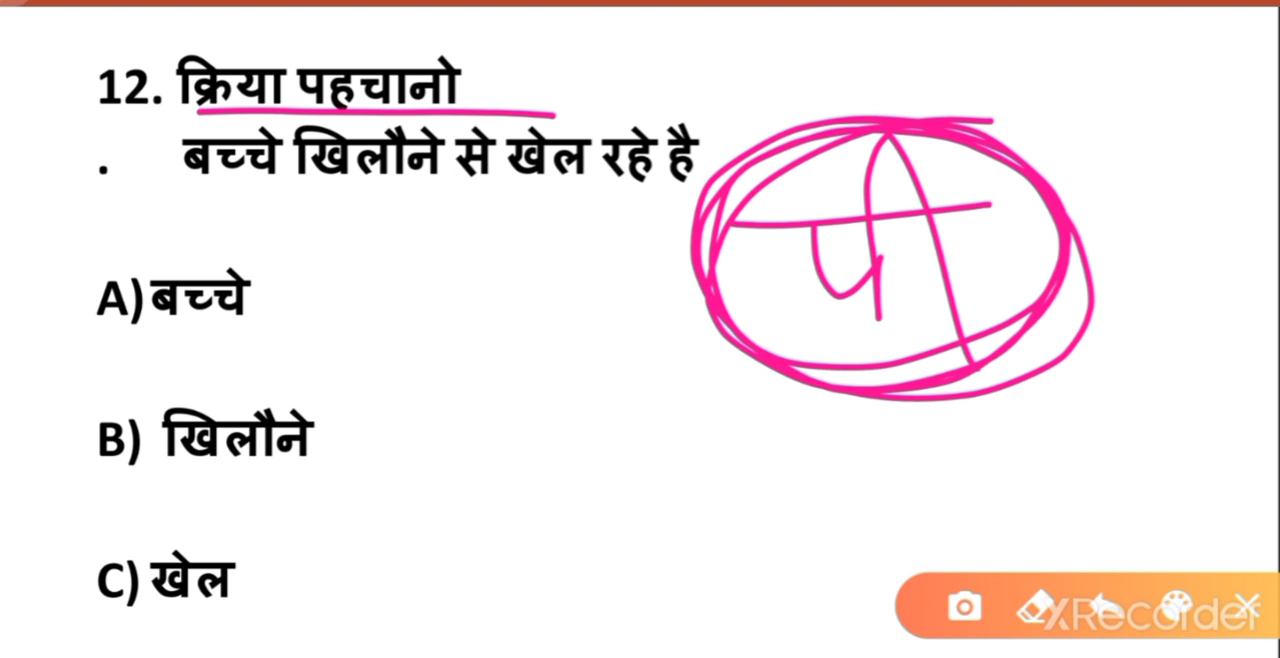 12. क्रिया पहचानो
. बच्चे खिलौने से खेल रहे है
A) बच्चे
B) खिलौने
C) खेल
XRecorder